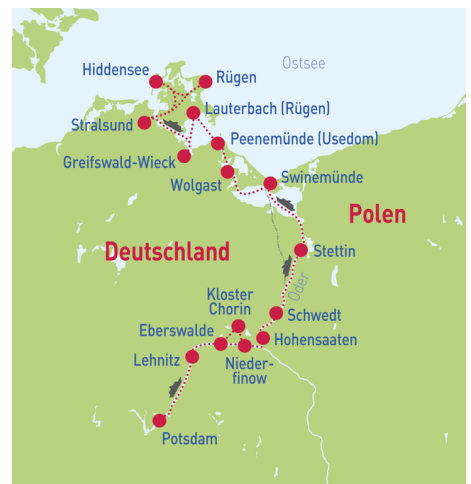 Hiddensee
Rügen
Ostsee
Lauterbach (Rügen)
Stralsund
Peenemünde (Usedom)
Greifswald-Wieck
Wolgast
Swinemünde
Polen
Deutschland
Stettin
Oder
Kloster
Chorin
Schwedt
Eberswalde
Hohensaaten
Lehnitz
Nieder-
finow
Potsdam